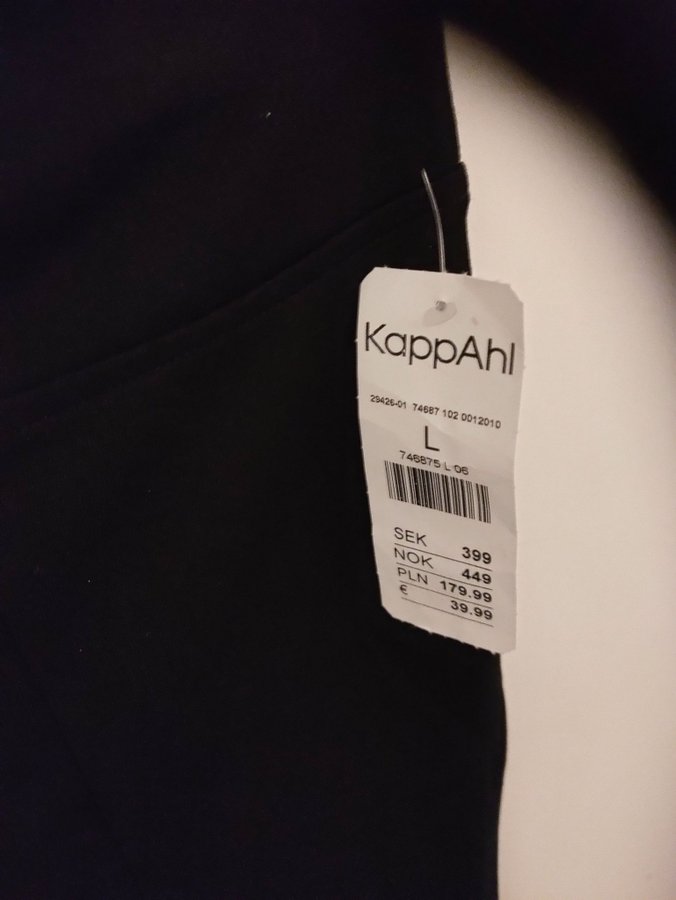 KappAhl
29426-01 74687 102 0012010
L
746875 L 06
SEK 399
NOK 449
PLN 179.99
€ 39.99